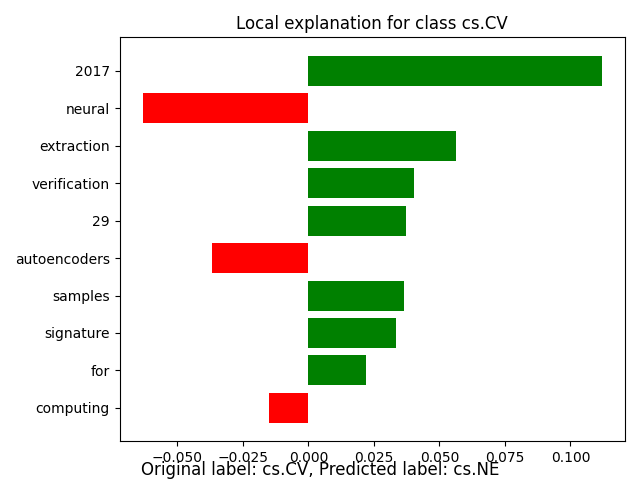 Local explanation for class cs.CV
2017
neural
extraction
verification
29
autoencoders
samples
signature
for
computing
−0.050 −0.025 0.000 0.025 0.050 0.075 0.100
Original label: cs.CV, Predicted label: cs.NE